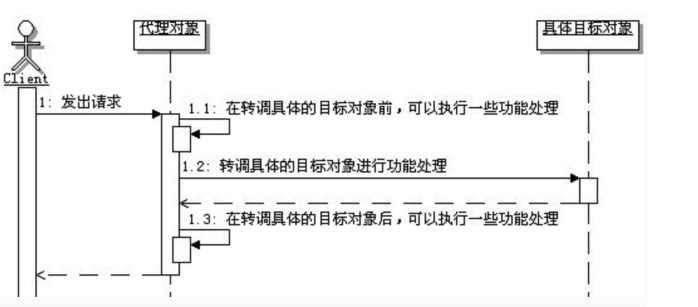 代理对象
具体目标对象
Client
1: 发出请求
1.1: 在转调具体的目标对象前，可以执行一些功能处理
1.2: 转调具体的目标对象进行功能处理
1.3: 在转调具体的目标对象后，可以执行一些功能处理